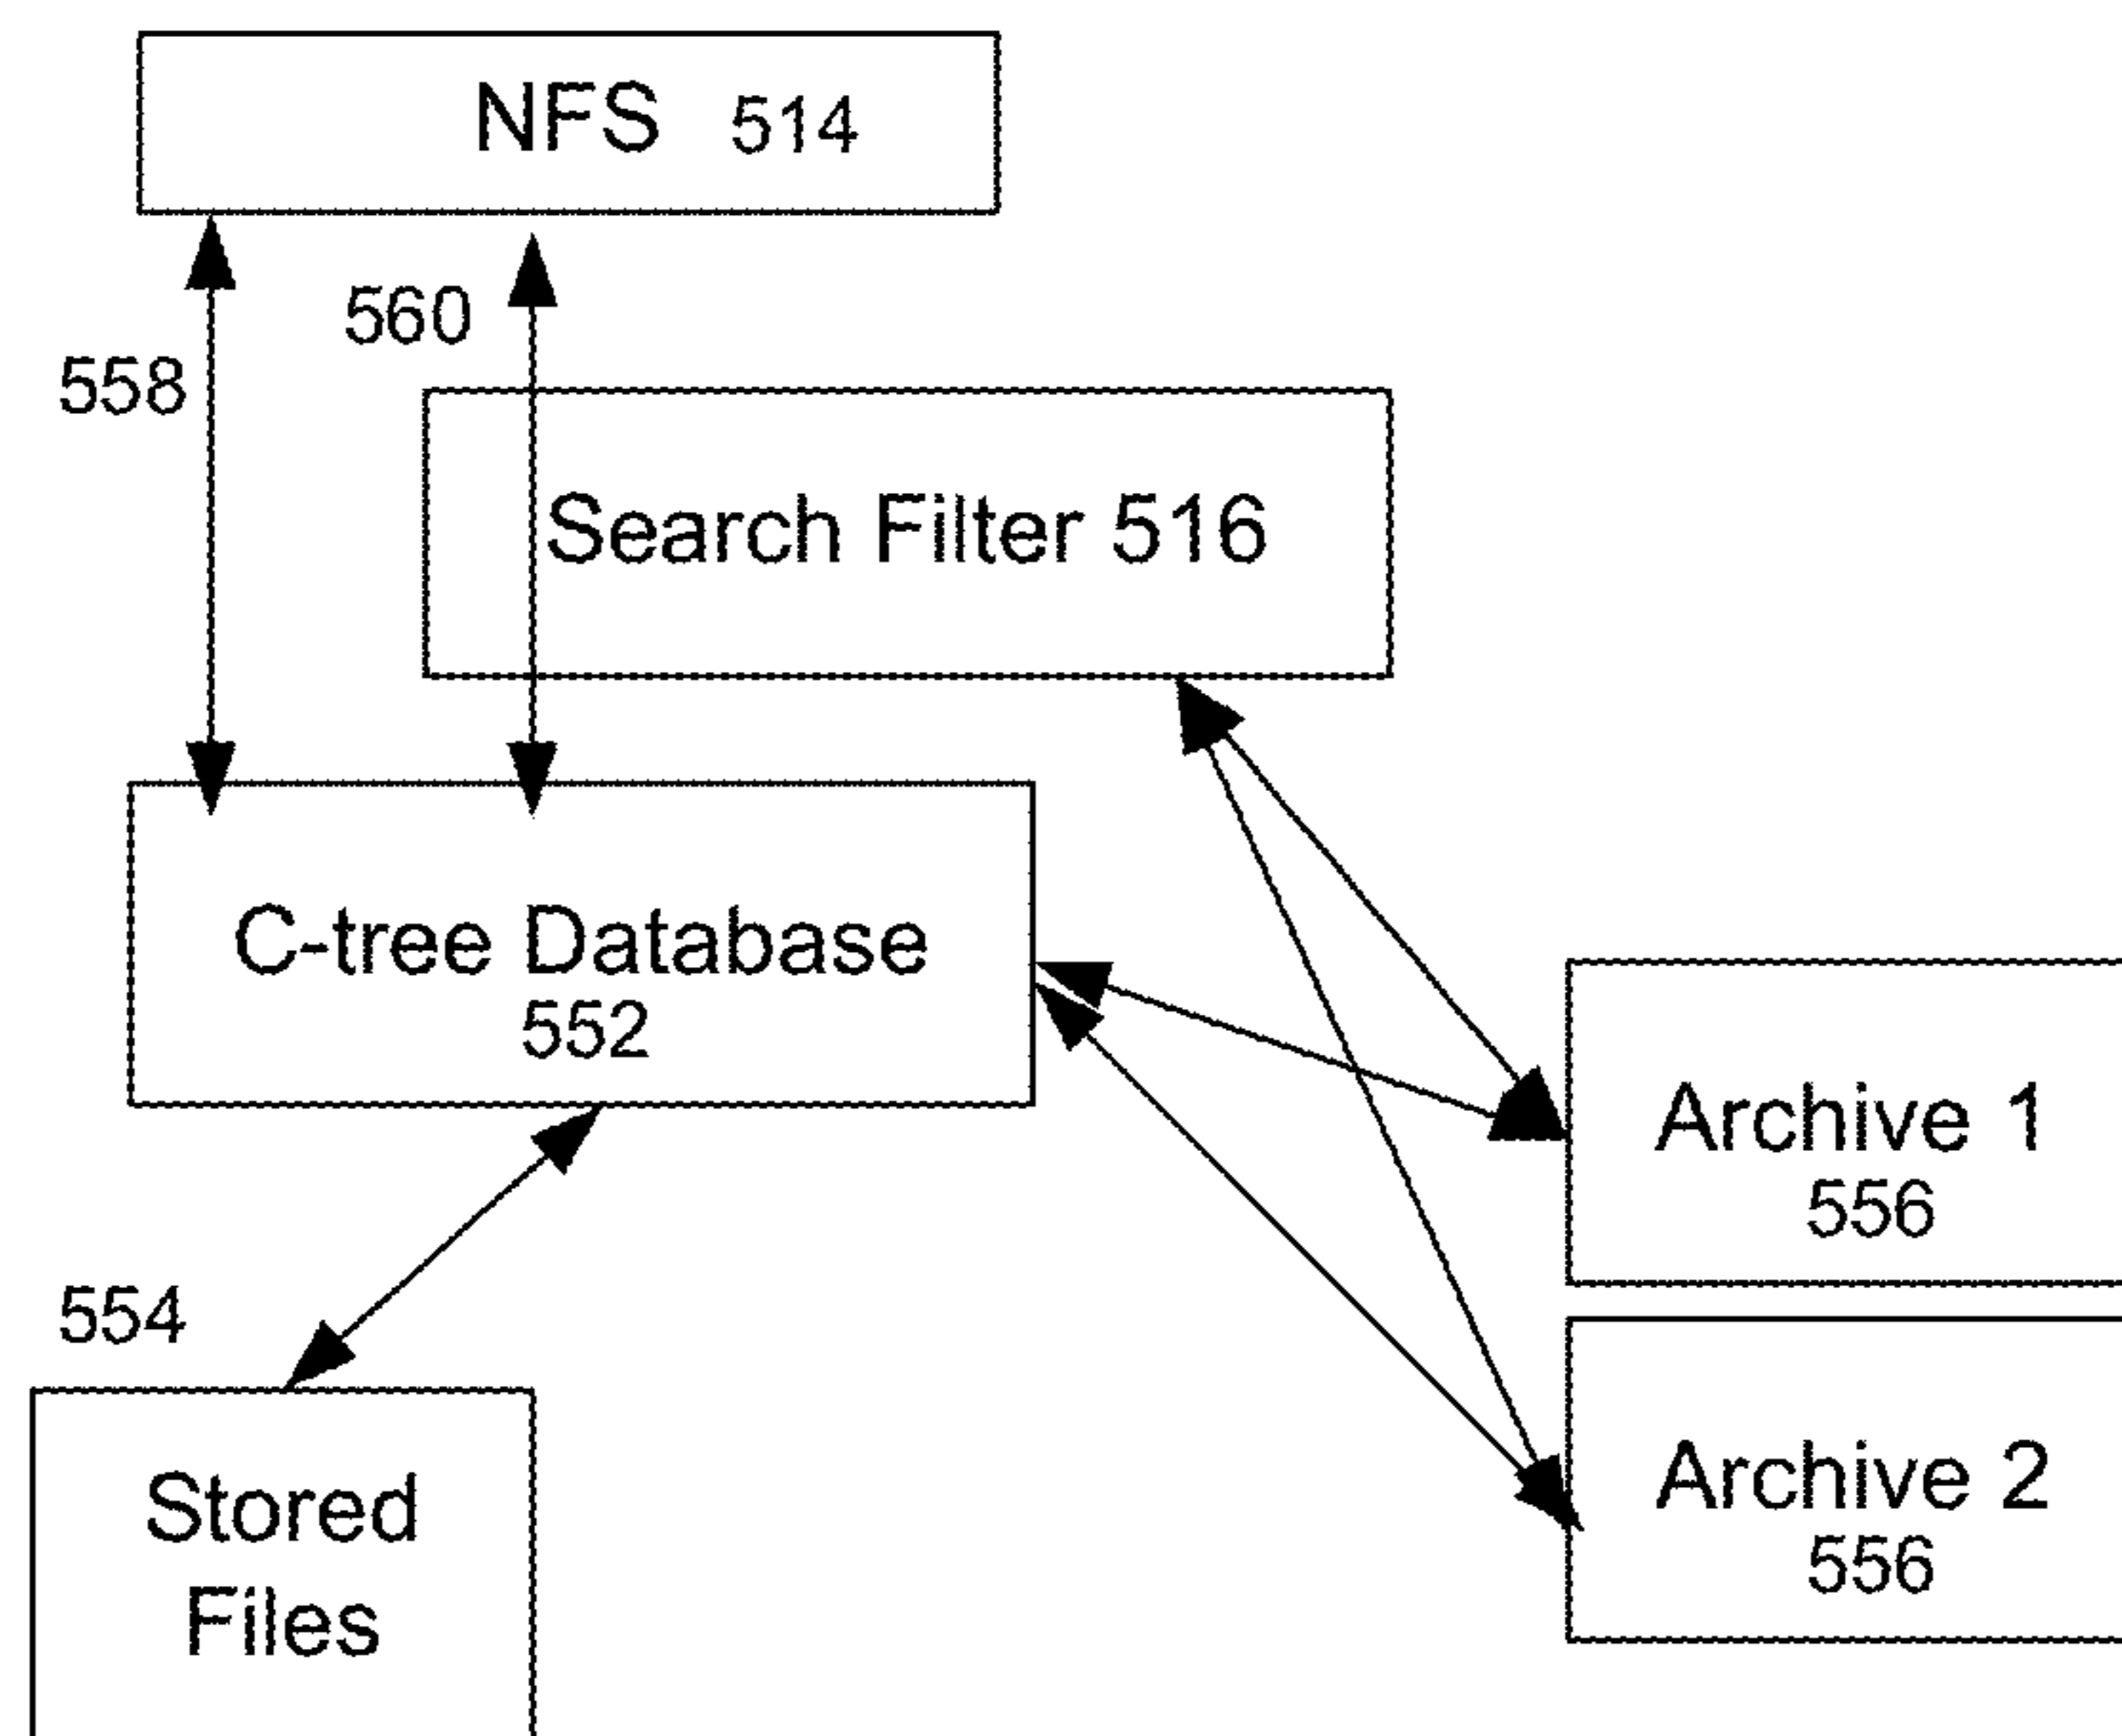 NFS 514
560
558
Search Filter 516
C-tree Database
552
Archive 1
556
554
Archive 2
556
Stored
Files